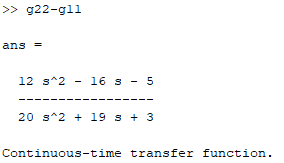 >> g22-g11
ans =
12 s^2 - 16 s - 5
-----------------
20 s^2 + 19 s + 3
Continuous-time transfer function.